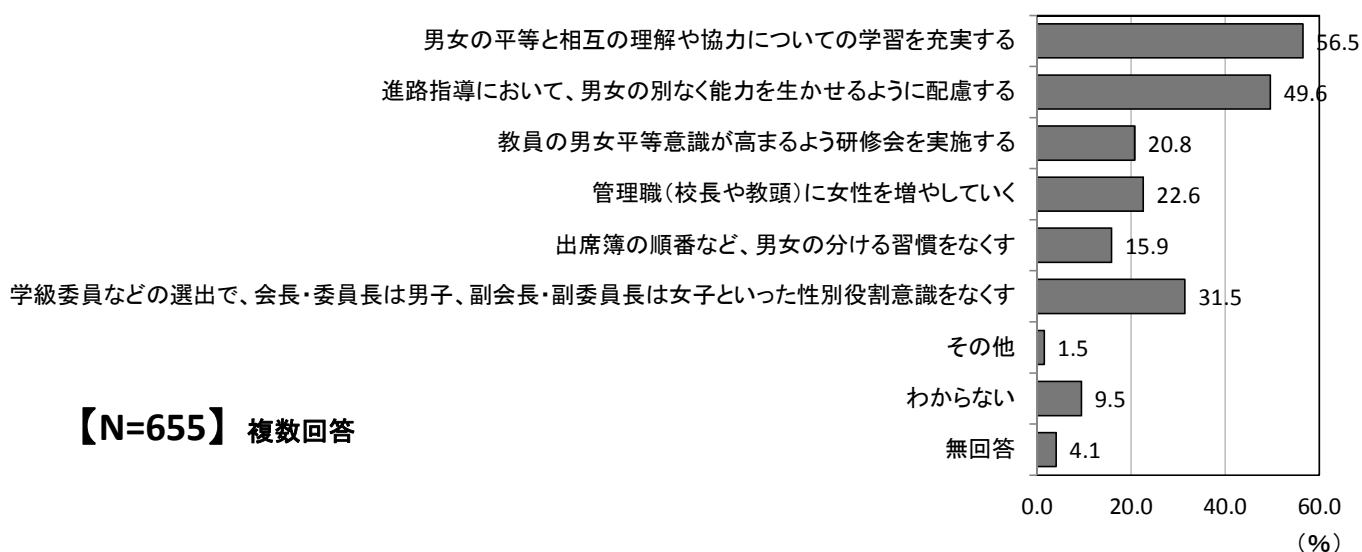 男女の平等と相互の理解や協力についての学習を充実する 56.5
進路指導において、男女の別なく能力を生かせるように配慮する 49.6
教員の男女平等意識が高まるよう研修会を実施する 20.8
管理職(校長や教頭)に女性を増やしていく 22.6
出席簿の順番など、男女の分ける習慣をなくす 15.9
学級委員などの選出で、会長・委員長は男子、副会長・副委員長は女子といった性別役割意識をなくす 31.5
その他 1.5
わからない 9.5
無回答 4.1
【N=655】 複数回答
0.0 20.0 40.0 60.0
(%)